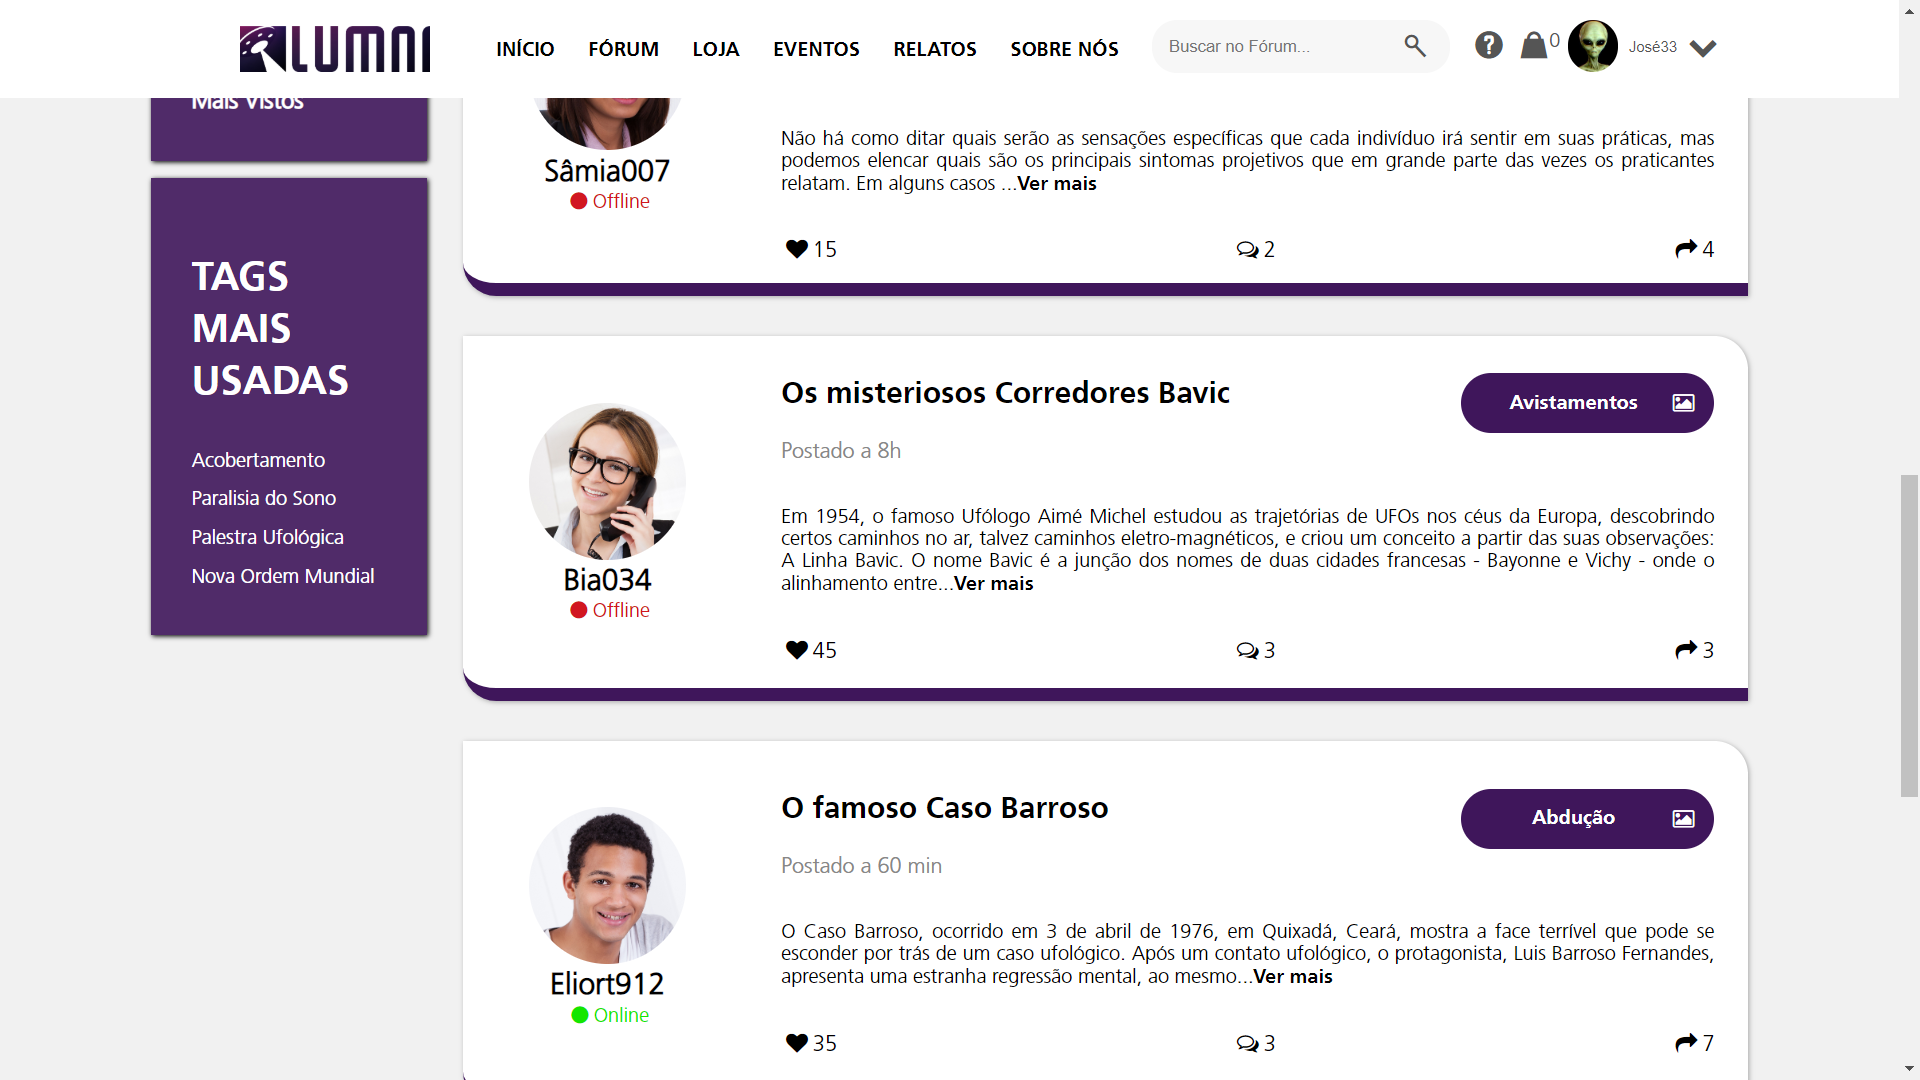 LUMNI
INÍCIO FÓRUM LOJA EVENTOS RELATOS SOBRE NÓS
Buscar no Fórum...
0
José33
Mais Vistos
TAGS
MAIS
USADAS
Acobertamento
Paralisia do Sono
Palestra Ufológica
Nova Ordem Mundial
Sâmia007
Offline
Não há como ditar quais serão as sensações específicas que cada indivíduo irá sentir em suas práticas, mas
podemos elencar quais são os principais sintomas projetivos que em grande parte das vezes os praticantes
relatam. Em alguns casos ...Ver mais
15 2 4
Os misteriosos Corredores Bavic
Avistamentos
Postado a 8h
Bia034
Offline
Em 1954, o famoso Ufólogo Aimé Michel estudou as trajetórias de UFOs nos céus da Europa, descobrindo
certos caminhos no ar, talvez caminhos eletro-magnéticos, e criou um conceito a partir das suas observações:
A Linha Bavic. O nome Bavic é a junção dos nomes de duas cidades francesas - Bayonne e Vichy - onde o
alinhamento entre...Ver mais
45 3 3
O famoso Caso Barroso
Abdução
Postado a 60 min
Eliort912
Online
O Caso Barroso, ocorrido em 3 de abril de 1976, em Quixadá, Ceará, mostra a face terrível que pode se
esconder por trás de um caso ufológico. Após um contato ufológico, o protagonista, Luis Barroso Fernandes,
apresenta uma estranha regressão mental, ao mesmo...Ver mais
35 3 7